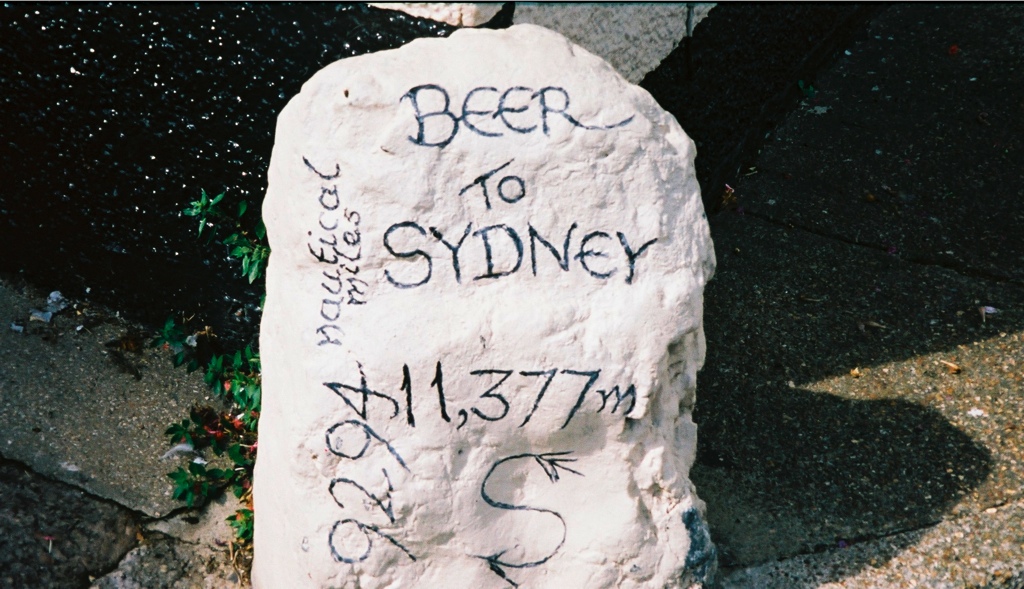 BEER
TO
SYDNEY
11,377m
nautical
miles
9294